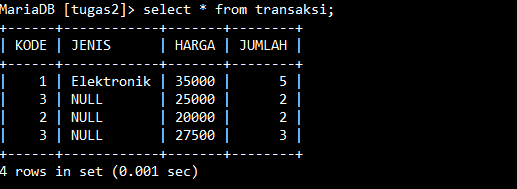 MariaDB [tugas2]> select * from transaksi;
+------+------------+-------+--------+
| KODE | JENIS      | HARGA | JUMLAH |
+------+------------+-------+--------+
|    1 | Elektronik | 35000 |      5 |
|    3 | NULL       | 25000 |      2 |
|    2 | NULL       | 20000 |      2 |
|    3 | NULL       | 27500 |      3 |
+------+------------+-------+--------+
4 rows in set (0.001 sec)